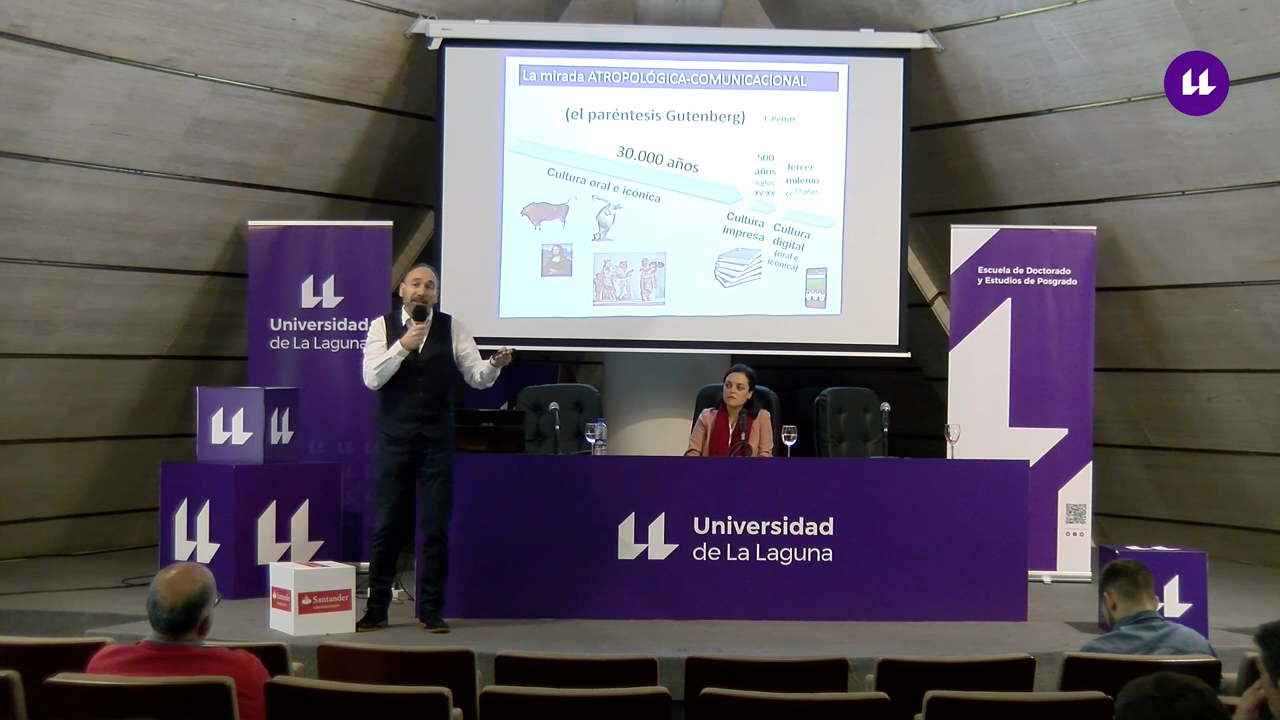 La mirada ATROPOLÓGICA-COMUNICACIONAL
(el paréntesis Gutenberg)
T. Pettitt
30.000 años
Cultura oral e icónica
500
años
siglos
XV-XX
tercer
milenio
¿¿?? años
Cultura
impresa
Cultura
digital
(oral e
icónica)
Universidad
de La Laguna
Escuela de Doctorado
y Estudios de Posgrado
Universidad
de La Laguna
Santander
Santander